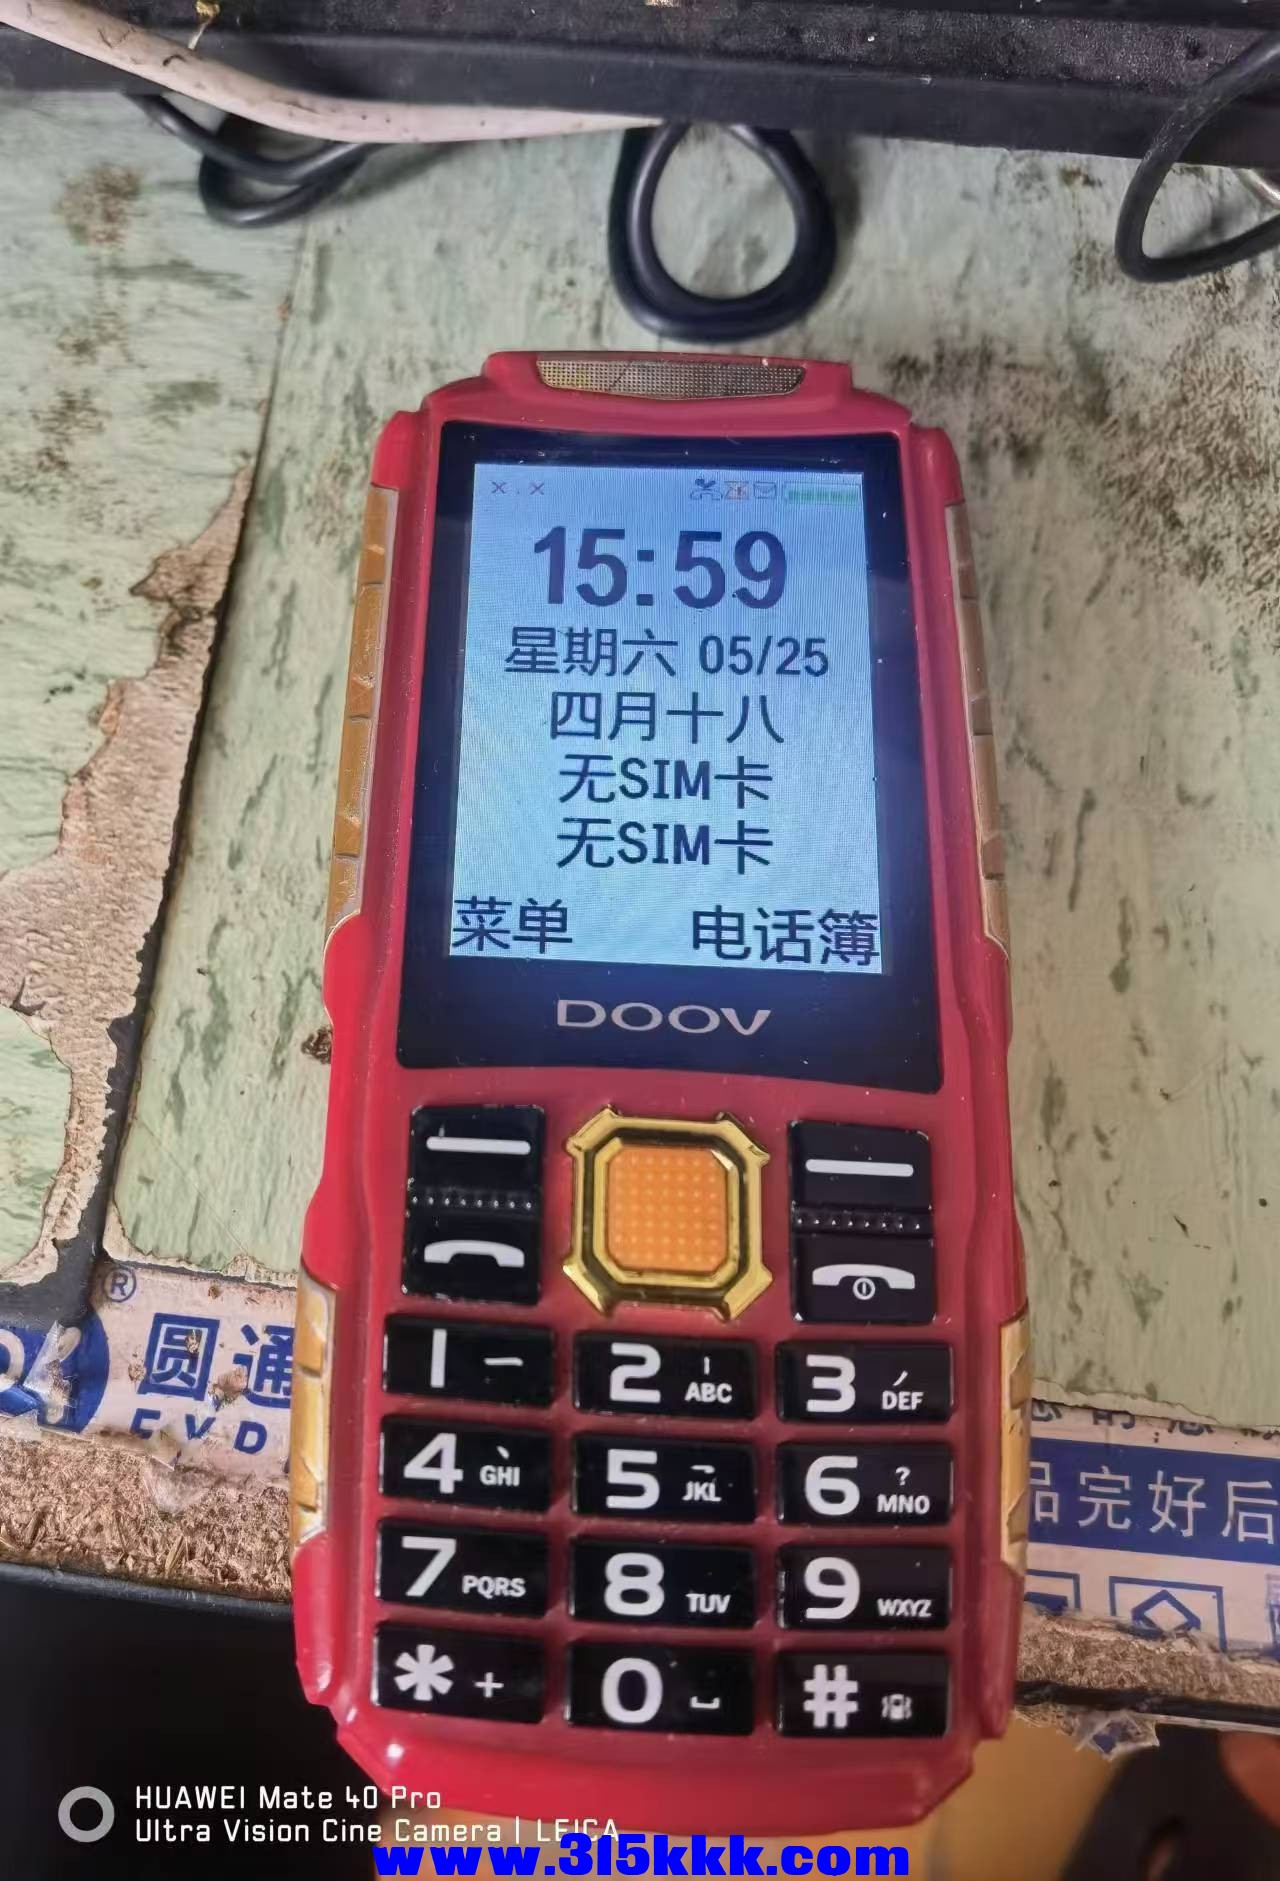 15:59
星期六 05/25
四月十八
无SIM卡
无SIM卡
菜单 电话簿
DOOV
1 2 ABC 3 DEF
4 GHI 5 JKL 6 ? MNO
7 PQRS 8 TUV 9 WXYZ
* + 0 #
® 圆通
品完好后
HUAWEI Mate 40 Pro
Ultra Vision Cine Camera | LEICA
www.315kkk.com